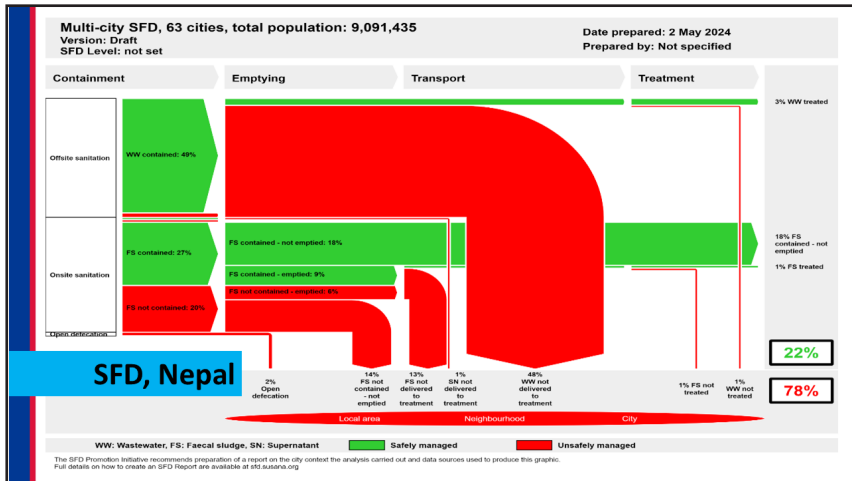 Multi-city SFD, 63 cities, total population: 9,091,435
Version: Draft
SFD Level: not set
Date prepared: 2 May 2024
Prepared by: Not specified
Containment
Emptying
Transport
Treatment
3% WW treated
Offsite sanitation
WW contained: 49%
Onsite sanitation
FS contained: 27%
FS contained - not emptied: 18%
18% FS
contained - not
emptied
1% FS treated
FS contained - emptied: 9%
FS not contained - emptied: 6%
Open defecation
22%
78%
SFD, Nepal
2%
Open
defecation
14%
FS not
contained
- not
emptied
13%
FS not
delivered
to
treatment
1%
SN not
delivered
to
treatment
48%
WW not
delivered
to
treatment
1% FS not
treated
1%
WW not
treated
Local area
Neighbourhood
City
WW: Wastewater, FS: Faecal sludge, SN: Supernatant
Safely managed
Unsafely managed
The SFD Promotion Initiative recommends preparation of a report on the city context the analysis carried out and data sources used to produce this graphic.
Full details on how to create an SFD Report are available at sfd.susana.org